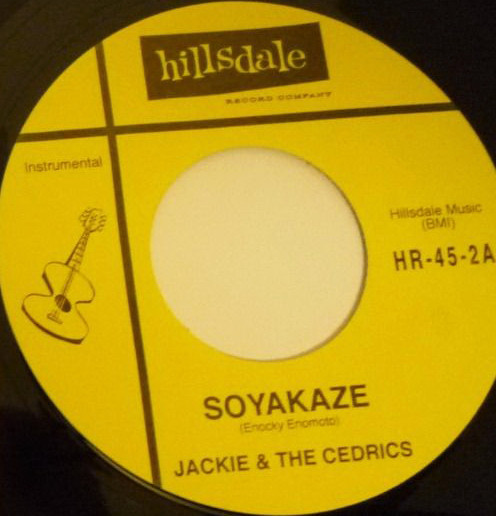 hillsdale
RECORD COMPANY
Instrumental
Hillsdale Music
(BMI)
HR-45-2A
SOYAKAZE
(Enocky Enomoto)
JACKIE & THE CEDRICS